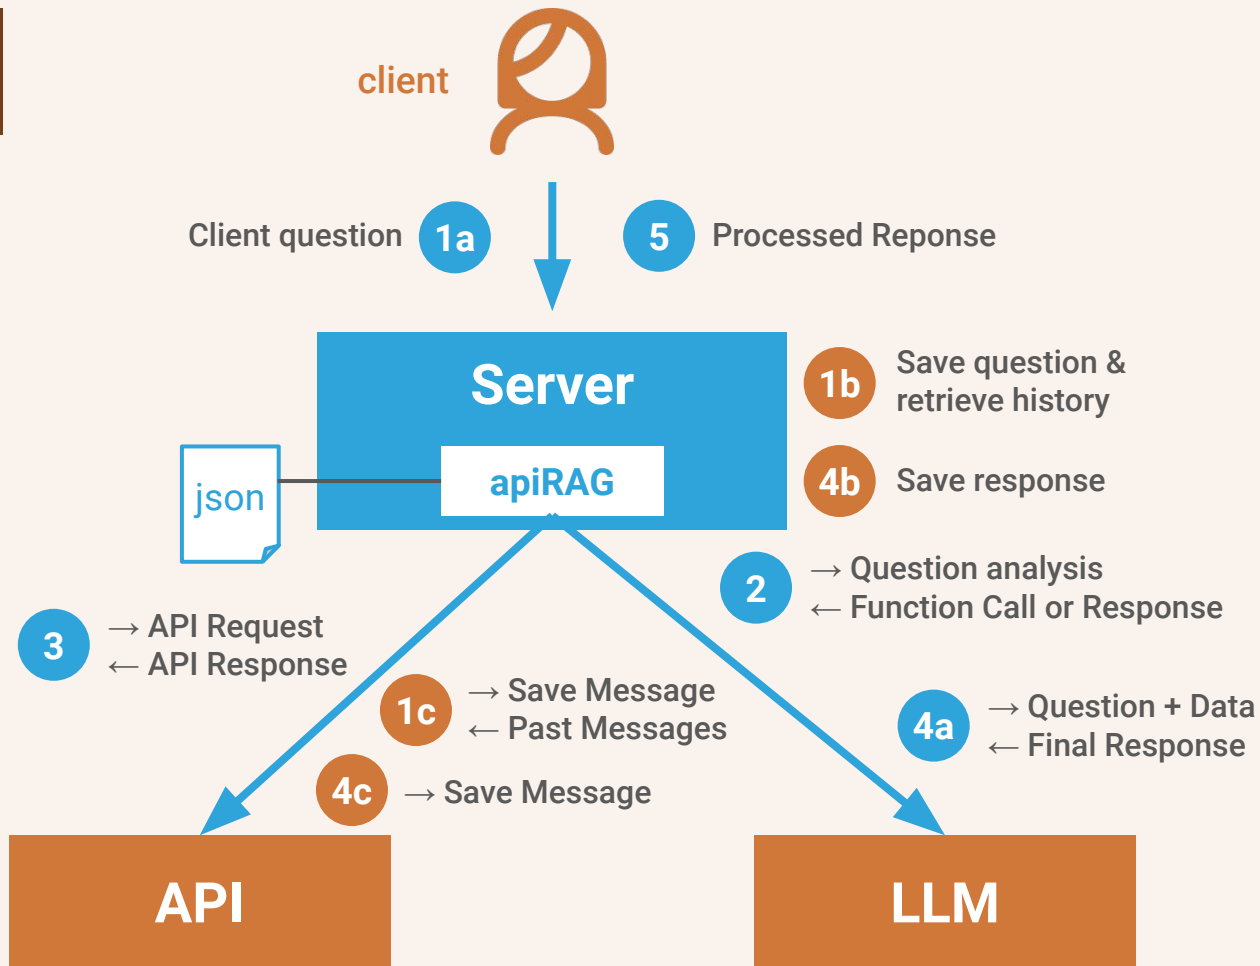 client
Client question
1a
5
Processed Reponse
Server
1b
Save question &
retrieve history
apiRAG
json
4b
Save response
2
→ Question analysis
← Function Call or Response
3
→ API Request
← API Response
1c
→ Save Message
← Past Messages
4a
→ Question + Data
← Final Response
4c
→ Save Message
API
LLM